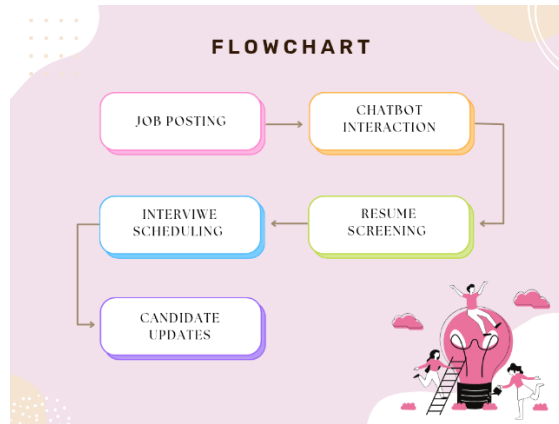 FLOWCHART
JOB POSTING
CHATBOT
INTERACTION
RESUME
SCREENING
INTERVIWE
SCHEDULING
CANDIDATE
UPDATES